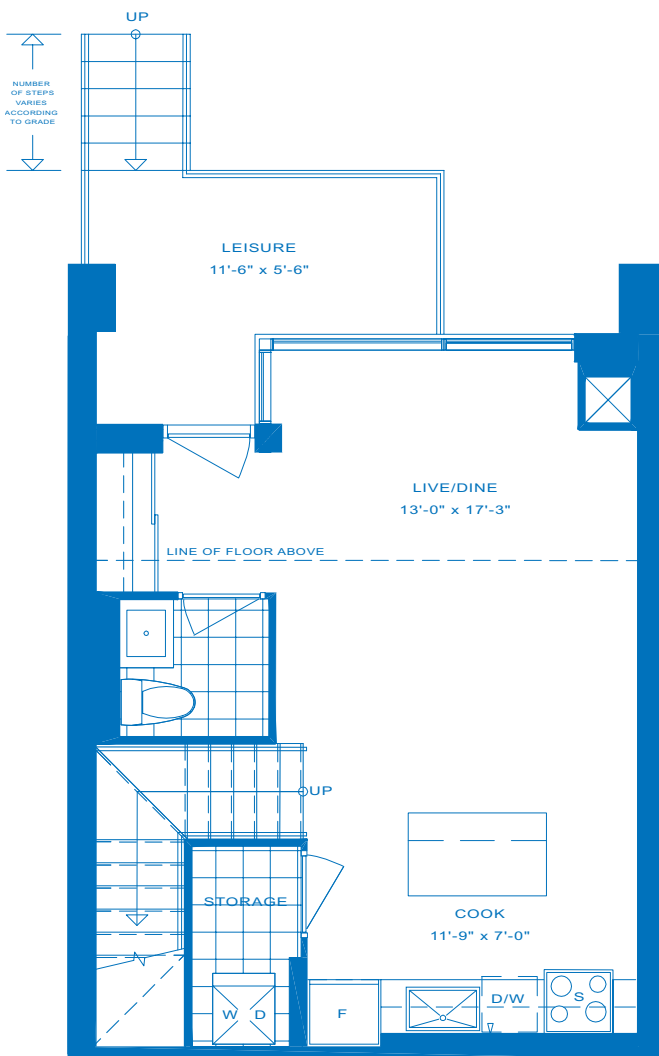 UP
NUMBER
OF STEPS
VARIES
ACCORDING
TO GRADE
LEISURE
11'-6" x 5'-6"
LIVE/DINE
13'-0" x 17'-3"
LINE OF FLOOR ABOVE
UP
STORAGE
COOK
11'-9" x 7'-0"
W D
F
D/W
S